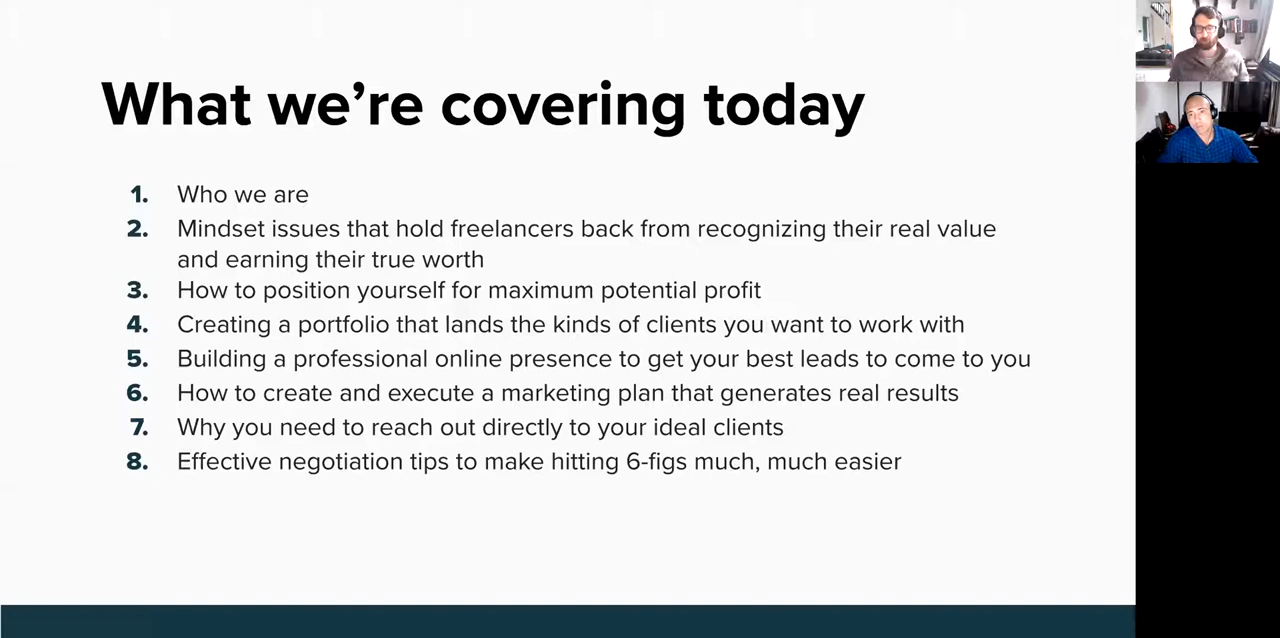 What we’re covering today
1. Who we are
2. Mindset issues that hold freelancers back from recognizing their real value
and earning their true worth
3. How to position yourself for maximum potential profit
4. Creating a portfolio that lands the kinds of clients you want to work with
5. Building a professional online presence to get your best leads to come to you
6. How to create and execute a marketing plan that generates real results
7. Why you need to reach out directly to your ideal clients
8. Effective negotiation tips to make hitting 6-figs much, much easier